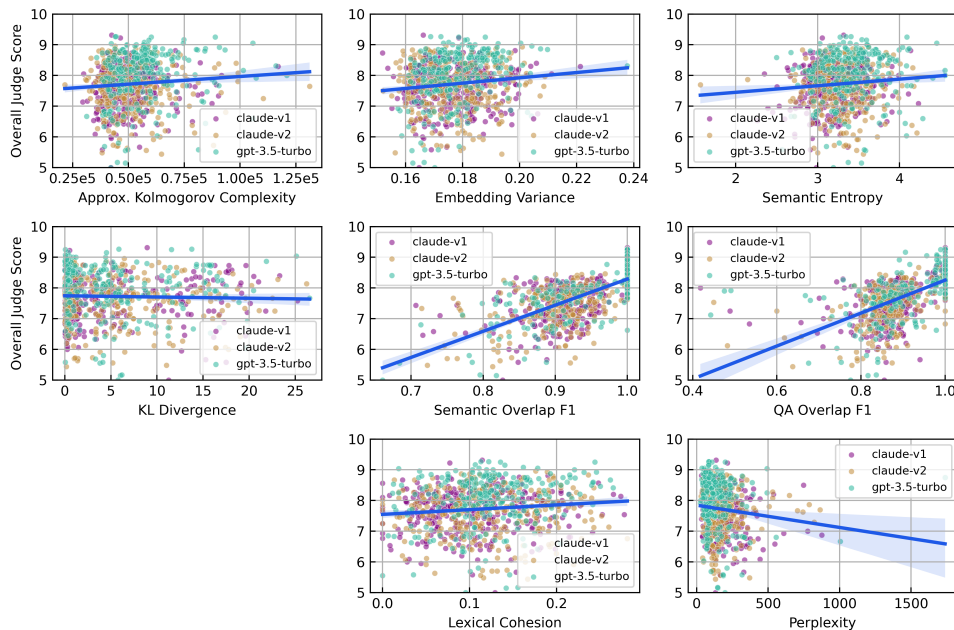 Overall Judge Score
10
9
8
7
6
5
0.25e5 0.50e5 0.75e5 1.00e5 1.25e5
Approx. Kolmogorov Complexity
claude-v1
claude-v2
gpt-3.5-turbo
10
9
8
7
6
5
0.16 0.18 0.20 0.22 0.24
Embedding Variance
claude-v1
claude-v2
gpt-3.5-turbo
10
9
8
7
6
5
2 3 4
Semantic Entropy
claude-v1
claude-v2
gpt-3.5-turbo
Overall Judge Score
10
9
8
7
6
5
0 5 10 15 20 25
KL Divergence
claude-v1
claude-v2
gpt-3.5-turbo
10
9
8
7
6
5
0.7 0.8 0.9 1.0
Semantic Overlap F1
claude-v1
claude-v2
gpt-3.5-turbo
10
9
8
7
6
5
0.4 0.6 0.8 1.0
QA Overlap F1
claude-v1
claude-v2
gpt-3.5-turbo
10
9
8
7
6
5
0.0 0.1 0.2
Lexical Cohesion
claude-v1
claude-v2
gpt-3.5-turbo
10
9
8
7
6
5
0 500 1000 1500
Perplexity
claude-v1
claude-v2
gpt-3.5-turbo